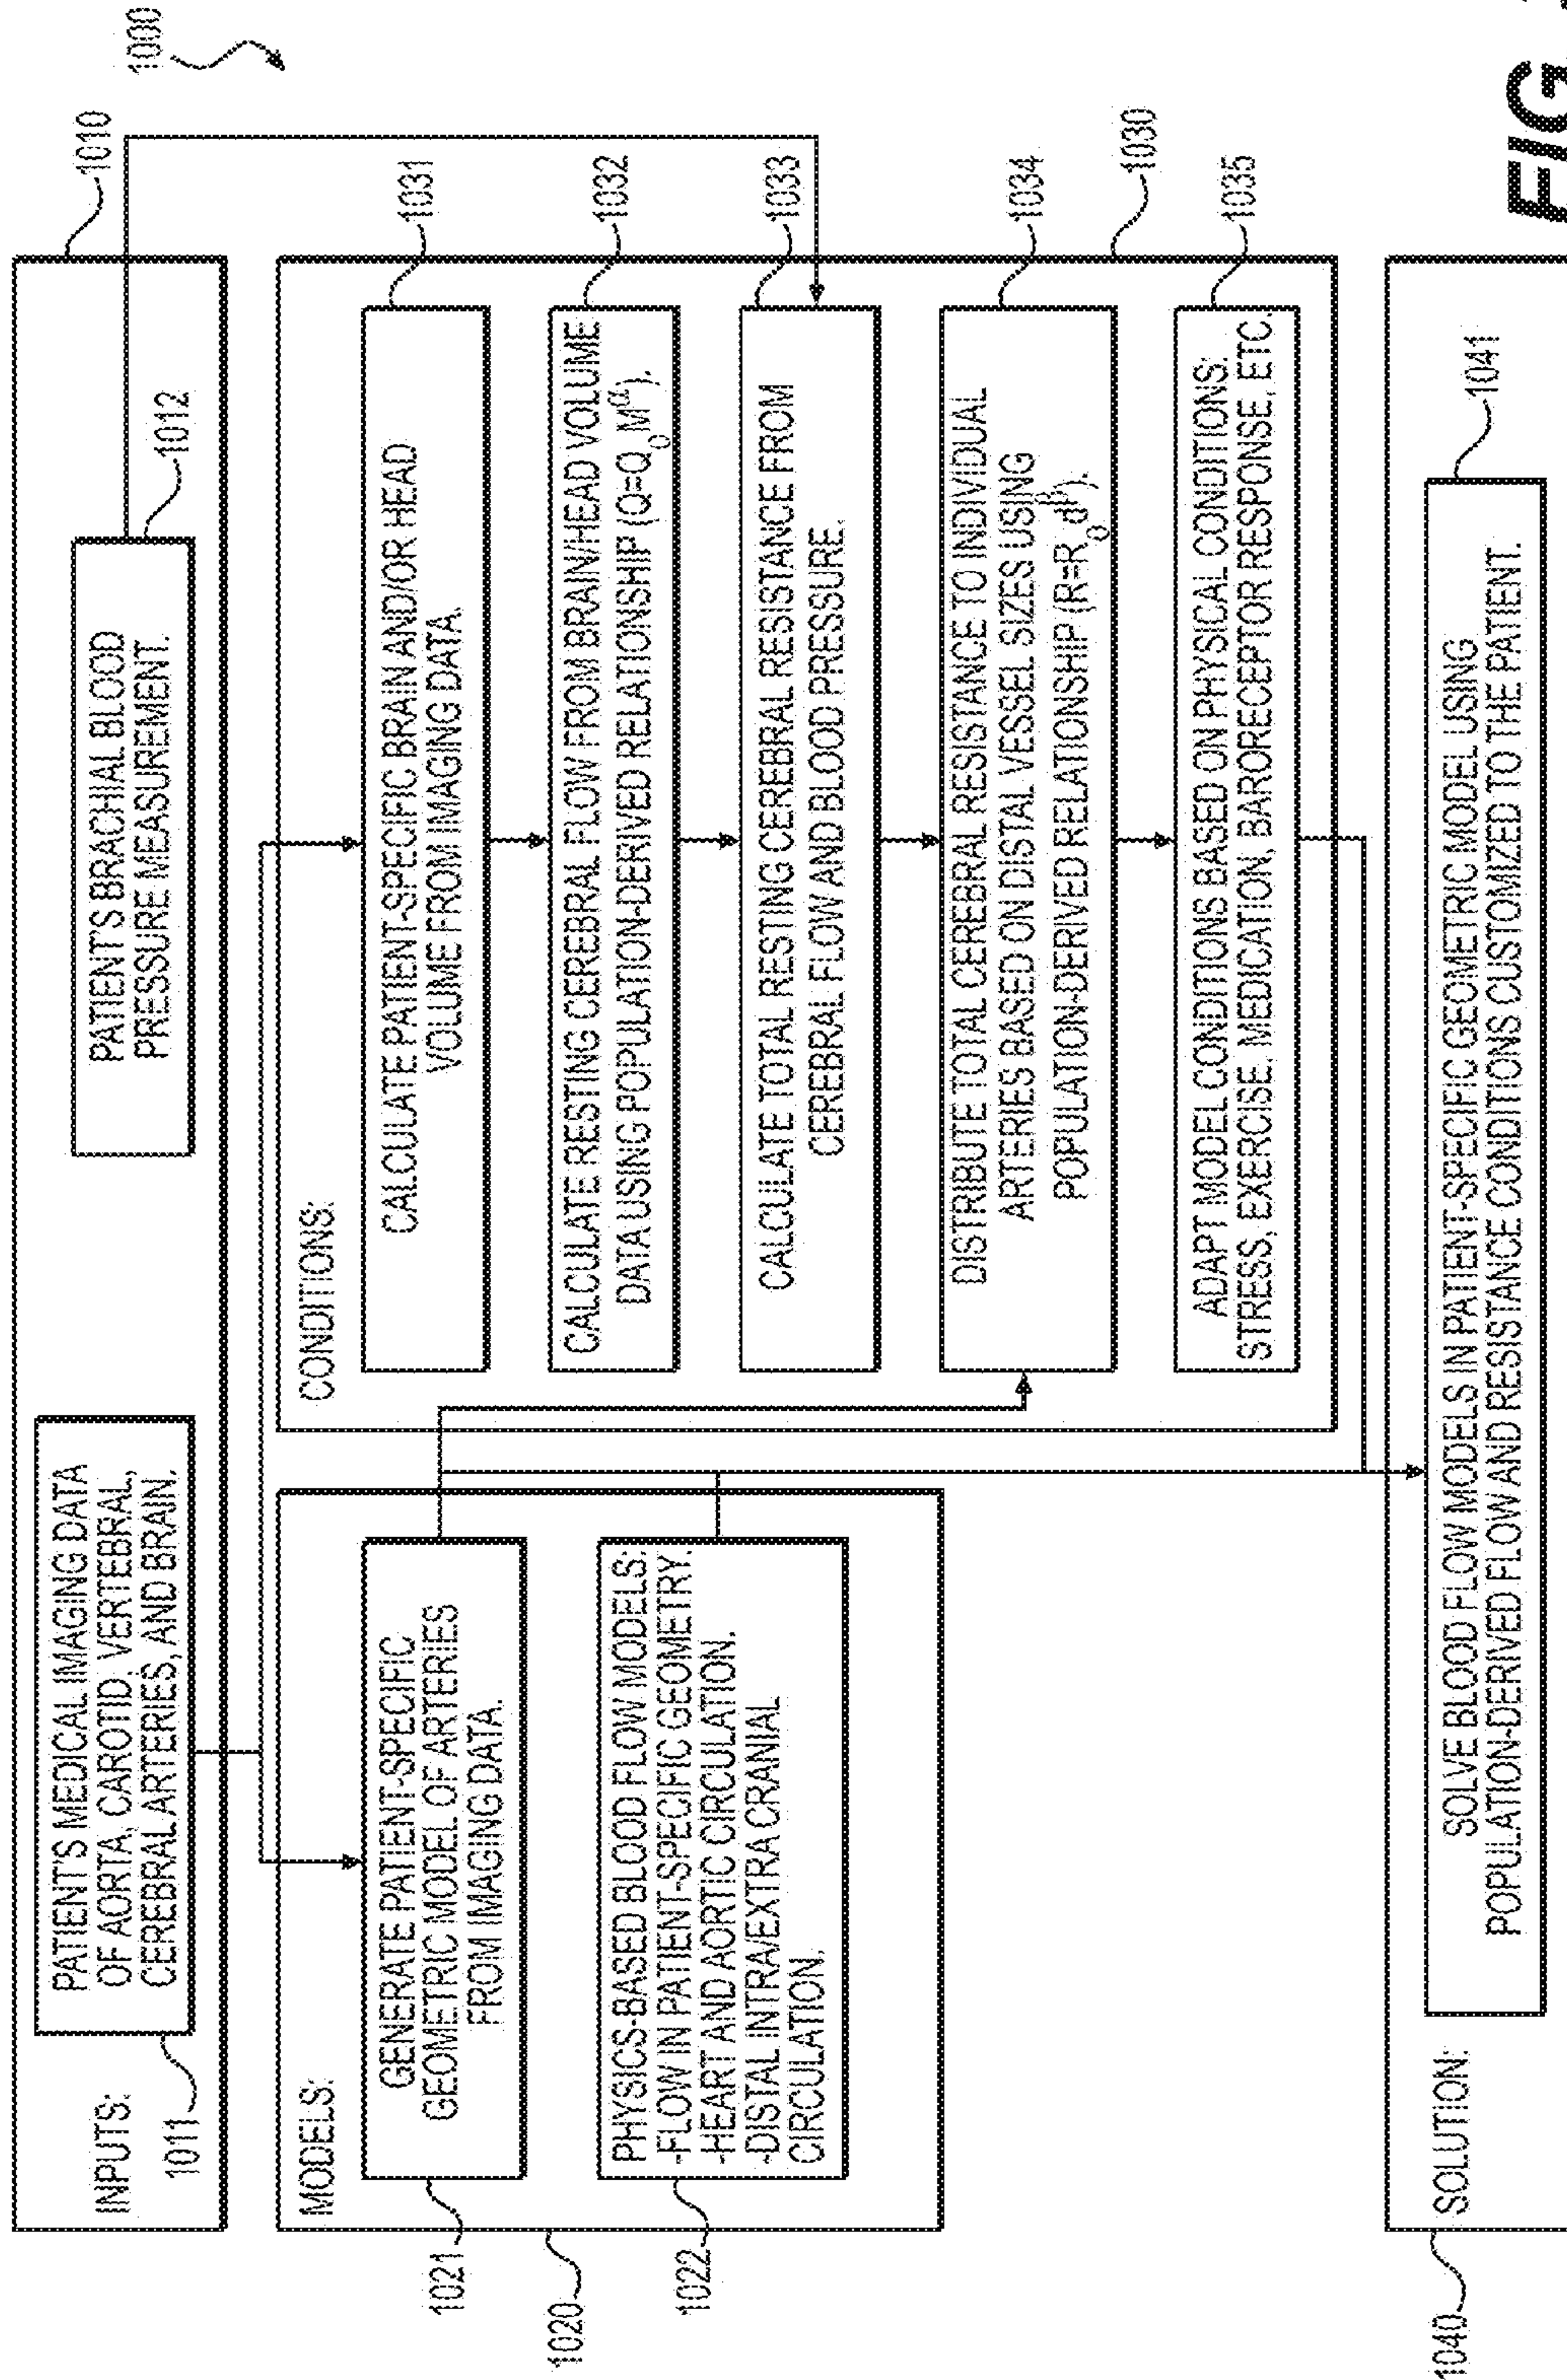 1000
1010
INPUTS:
PATIENT'S MEDICAL IMAGING DATA
OF AORTA, CAROTID, VERTEBRAL,
CEREBRAL ARTERIES, AND BRAIN.
1011
PATIENT'S BRACHIAL BLOOD
PRESSURE MEASUREMENT.
1012
MODELS:
GENERATE PATIENT-SPECIFIC
GEOMETRIC MODEL OF ARTERIES
FROM IMAGING DATA.
1021
1020
PHYSICS-BASED BLOOD FLOW MODELS:
-FLOW IN PATIENT-SPECIFIC GEOMETRY.
-HEART AND AORTIC CIRCULATION.
-DISTAL INTRA/EXTRA CRANIAL
CIRCULATION.
1022
CONDITIONS:
CALCULATE PATIENT-SPECIFIC BRAIN AND/OR HEAD
VOLUME FROM IMAGING DATA.
1031
CALCULATE RESTING CEREBRAL FLOW FROM BRAIN/HEAD VOLUME
DATA USING POPULATION-DERIVED RELATIONSHIP (Q=Q₀M^α).
1032
CALCULATE TOTAL RESTING CEREBRAL RESISTANCE FROM
CEREBRAL FLOW AND BLOOD PRESSURE.
1033
DISTRIBUTE TOTAL CEREBRAL RESISTANCE TO INDIVIDUAL
ARTERIES BASED ON DISTAL VESSEL SIZES USING
POPULATION-DERIVED RELATIONSHIP (R=R₀d^β).
1034
1030
ADAPT MODEL CONDITIONS BASED ON PHYSICAL CONDITIONS:
STRESS, EXERCISE, MEDICATION, BARORECEPTOR RESPONSE, ETC.
1035
1040
SOLUTION:
SOLVE BLOOD FLOW MODELS IN PATIENT-SPECIFIC GEOMETRIC MODEL USING
POPULATION-DERIVED FLOW AND RESISTANCE CONDITIONS CUSTOMIZED TO THE PATIENT.
1041
FIG.